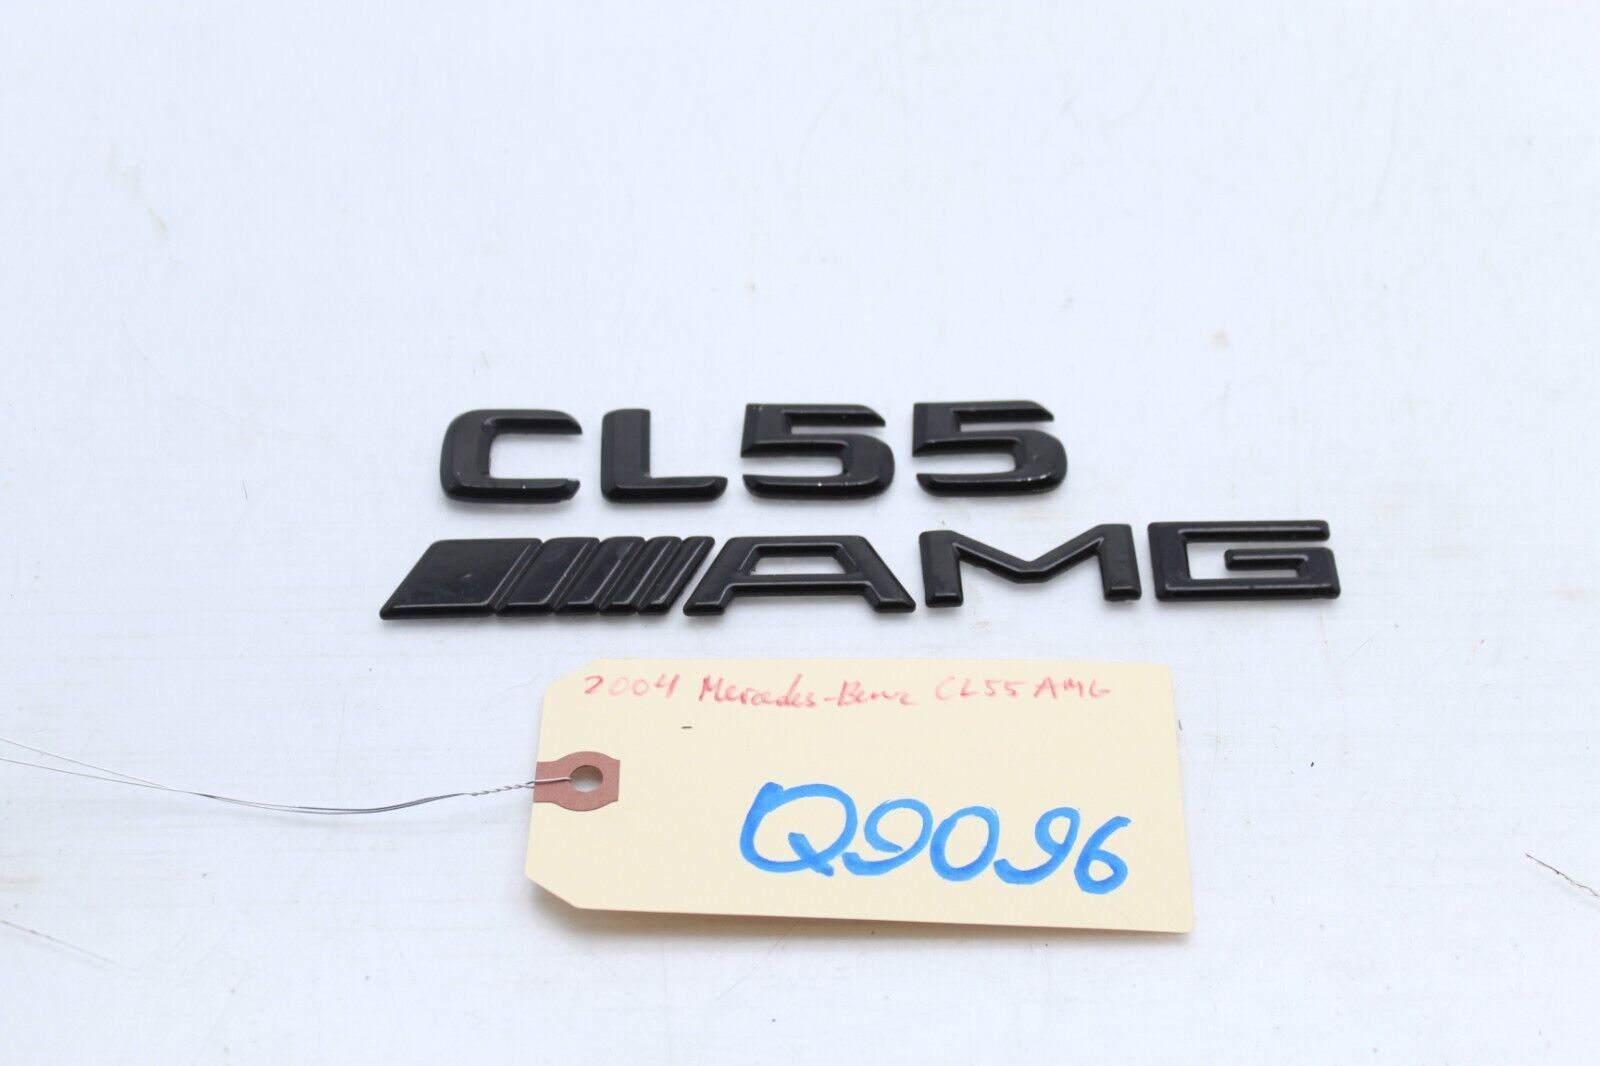 CL55
AMG
2004 Mercedes-Benz CL55 AMG
Q9096